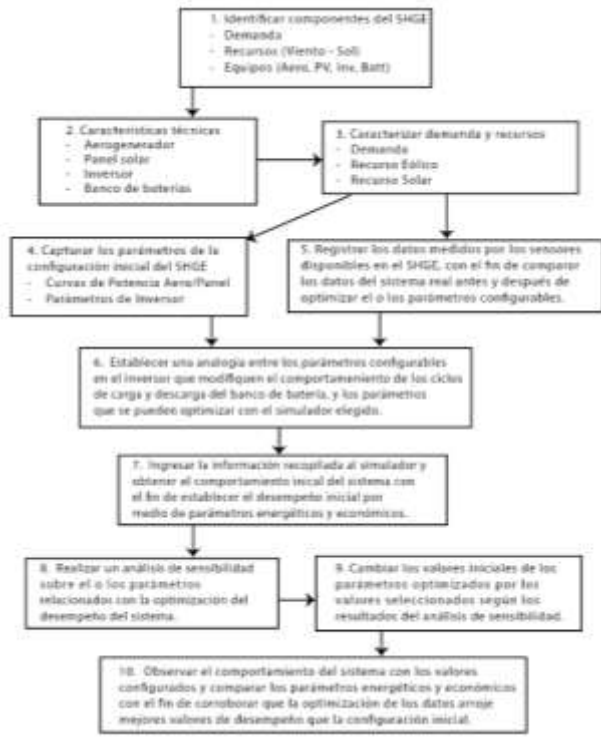 1. Identificar componentes del SHGE
- Demanda
- Recursos (Viento - Sol)
- Equipos (Aero, PV, Inv, Batt)
2. Características técnicas
- Aerogenerador
- Panel solar
- Inversor
- Banco de baterías
3. Caracterizar demanda y recursos
- Demanda
- Recurso Eólico
- Recurso Solar
4. Capturar los parámetros de la
configuración inicial del SHGE
- Curvas de Potencia Aero/Panel
- Parámetros de Inversor
5. Registrar los datos medidos por los sensores
disponibles en el SHGE, con el fin de comparar
los datos del sistema real antes y después de
optimizar el o los parámetros configurables.
6. Establecer una analogía entre los parámetros configurables
en el inversor que modifiquen el comportamiento de los ciclos
de carga y descarga del banco de batería, y los parámetros
que se pueden optimizar con el simulador elegido.
7. Ingresar la información recopilada al simulador y
obtener el comportamiento inical del sistema con
el fin de establecer el desempeño inicial por
medio de parámetros energéticos y económicos.
8. Realizar un análisis de sensibilidad
sobre el o los parámetros
relacionados con la optimización del
desempeño del sistema.
9. Cambiar los valores iniciales de los
parámetros optimizados por los
valores seleccionados según los
resultados del análisis de sensibilidad.
10. Observar el comportamiento del sistema con los valores
configurados y comparar los parámetros energéticos y económicos
con el fin de corroborar que la optimización de los datos arroje
mejores valores de desempeño que la configuración inicial.